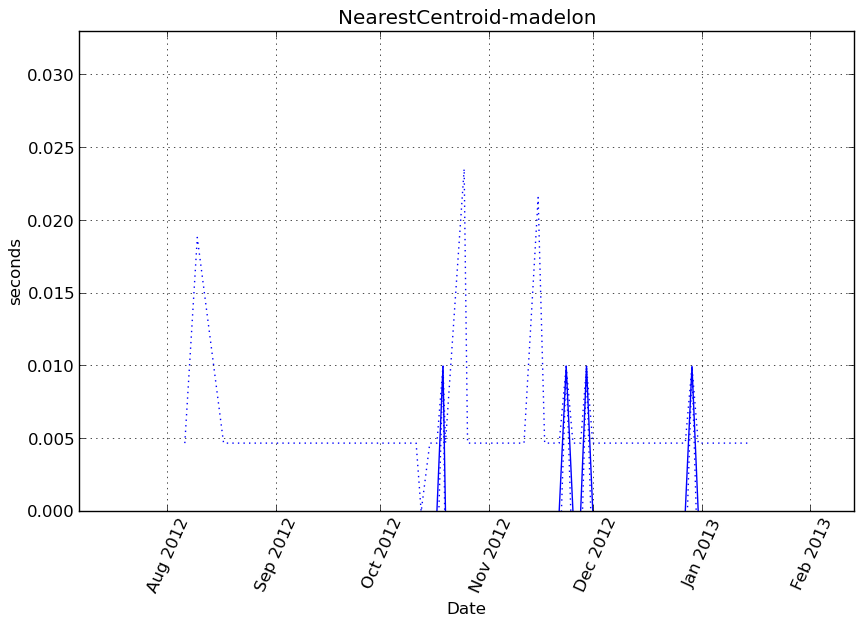 NearestCentroid-madelon
seconds
0.030
0.025
0.020
0.015
0.010
0.005
0.000
Aug 2012
Sep 2012
Oct 2012
Nov 2012
Dec 2012
Jan 2013
Feb 2013
Date